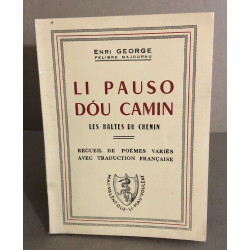 ENRI GEORGE
FELIBRE MAJOURAU
LI PAUSO
DÓU CAMIN
LES HALTES DU CHEMIN
RECUEIL DE POÈMES VARIÉS
AVEC TRADUCTION FRANÇAISE